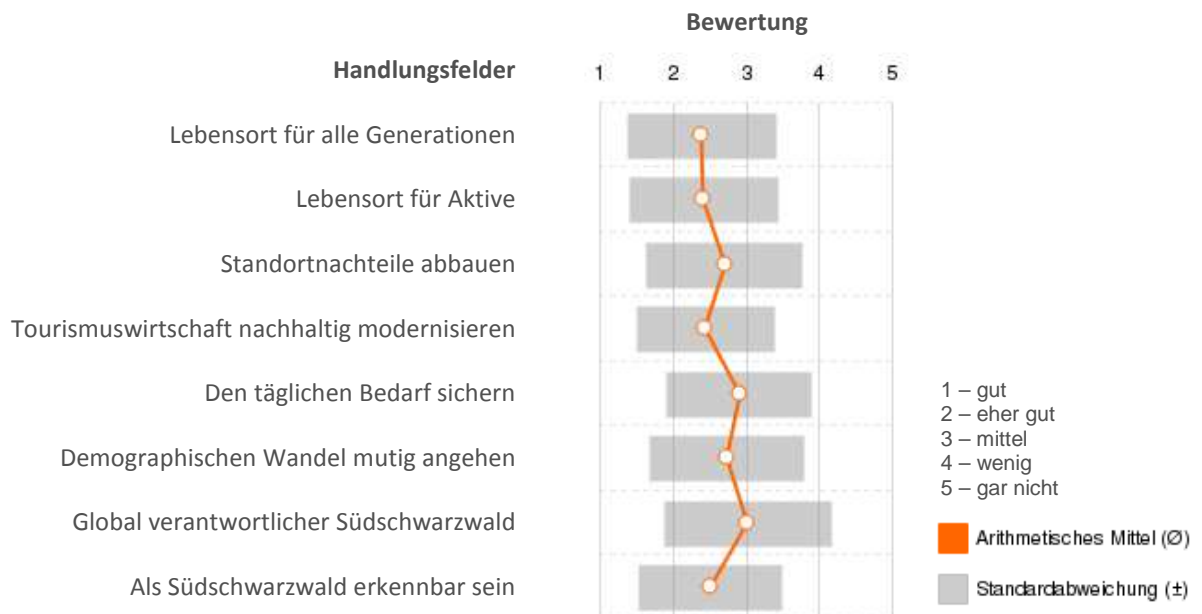 Bewertung
Handlungsfelder
1 2 3 4 5
Lebensort für alle Generationen
Lebensort für Aktive
Standortnachteile abbauen
Tourismuswirtschaft nachhaltig modernisieren
Den täglichen Bedarf sichern
Demographischen Wandel mutig angehen
Global verantwortlicher Südschwarzwald
Als Südschwarzwald erkennbar sein
1 – gut
2 – eher gut
3 – mittel
4 – wenig
5 – gar nicht
Arithmetisches Mittel (Ø)
Standardabweichung (±)